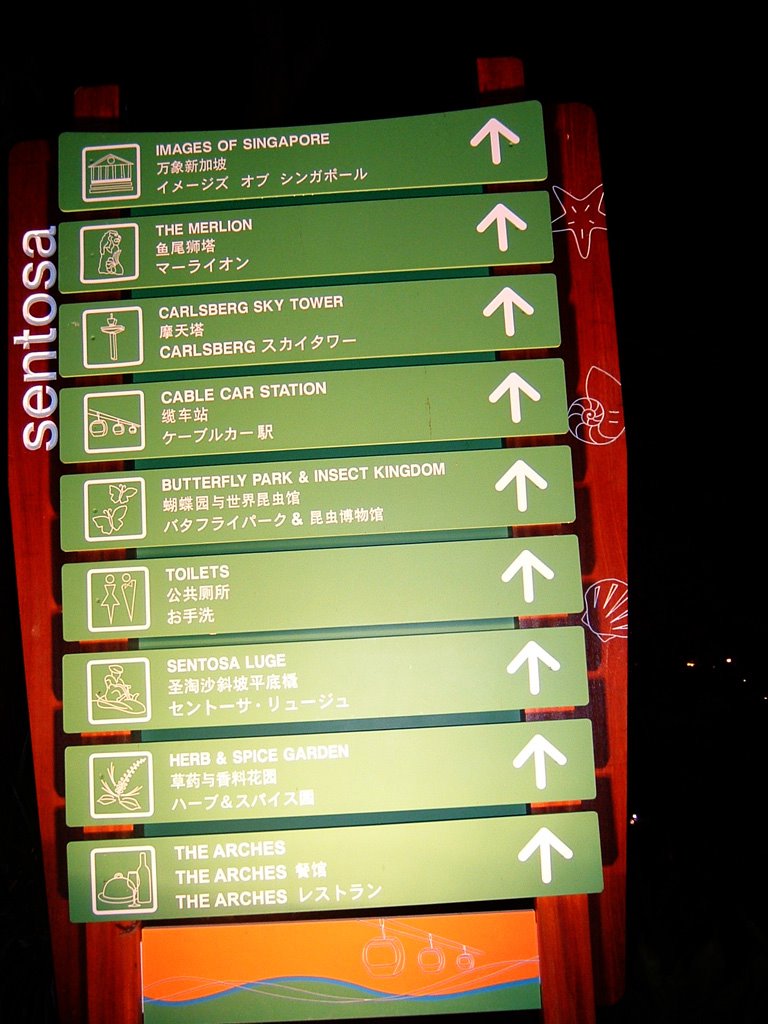 sentosa
IMAGES OF SINGAPORE
万象新加坡
イメージズ オブ シンガポール
THE MERLION
鱼尾狮塔
マーライオン
CARLSBERG SKY TOWER
摩天塔
CARLSBERG スカイタワー
CABLE CAR STATION
缆车站
ケーブルカー駅
BUTTERFLY PARK & INSECT KINGDOM
蝴蝶园与世界昆虫馆
バタフライパーク & 昆虫博物馆
TOILETS
公共厕所
お手洗
SENTOSA LUGE
圣淘沙斜坡平底橇
セントーサ・リュージュ
HERB & SPICE GARDEN
草药与香料花园
ハーブ&スパイス園
THE ARCHES
THE ARCHES 餐馆
THE ARCHES レストラン